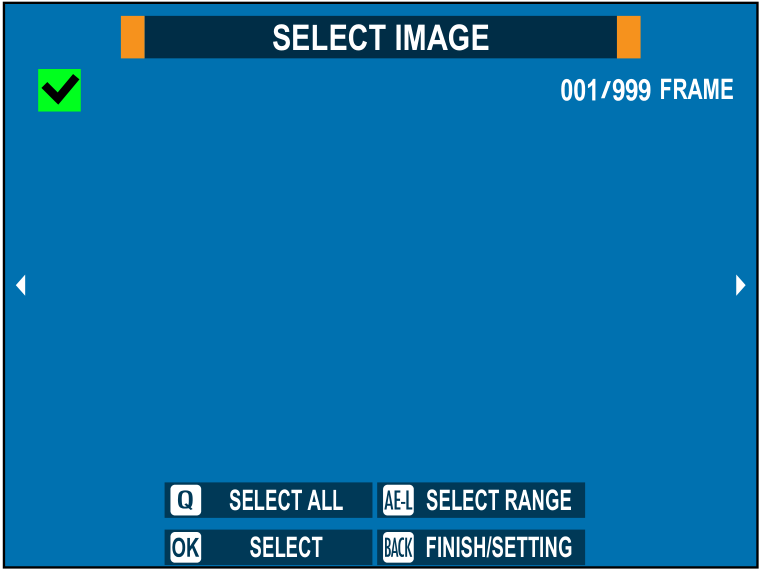 SELECT IMAGE
001/999 FRAME
Q SELECT ALL AE-L SELECT RANGE
OK SELECT BACK FINISH/SETTING